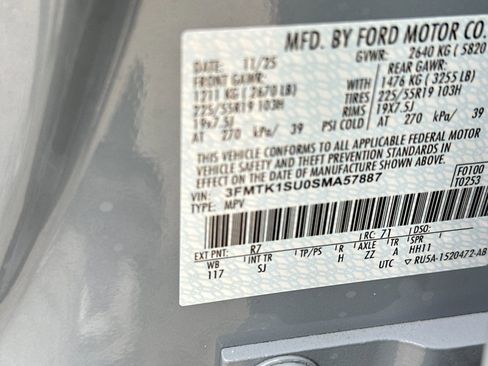 MFD. BY FORD MOTOR CO.
DATE: 11/25 GVWR: 2640 KG (5820
FRONT GAWR: REAR GAWR:
1211 KG (2670 LB) WITH 1476 KG (3255 LB)
225/55R19 103H TIRES 225/55R19 103H
19X7.5J RIMS 19X7.5J
AT 270 kPa/ 39 PSI COLD AT 270 kPa/ 39
THIS VEHICLE CONFORMS TO ALL APPLICABLE FEDERAL MOTOR
VEHICLE SAFETY AND THEFT PREVENTION STANDARDS IN
EFFECT ON THE DATE OF MANUFACTURE SHOWN ABOVE.
VIN: 3FMTK1SU0SMA57887
TYPE: MPV
F0100
T0253
EXT PNT: R7 RC: 71 DSO:
WB INT TR TP/PS R AXLE TR SPR
117 SJ H ZZ A HH11
UTC RU5A-1520472-AB